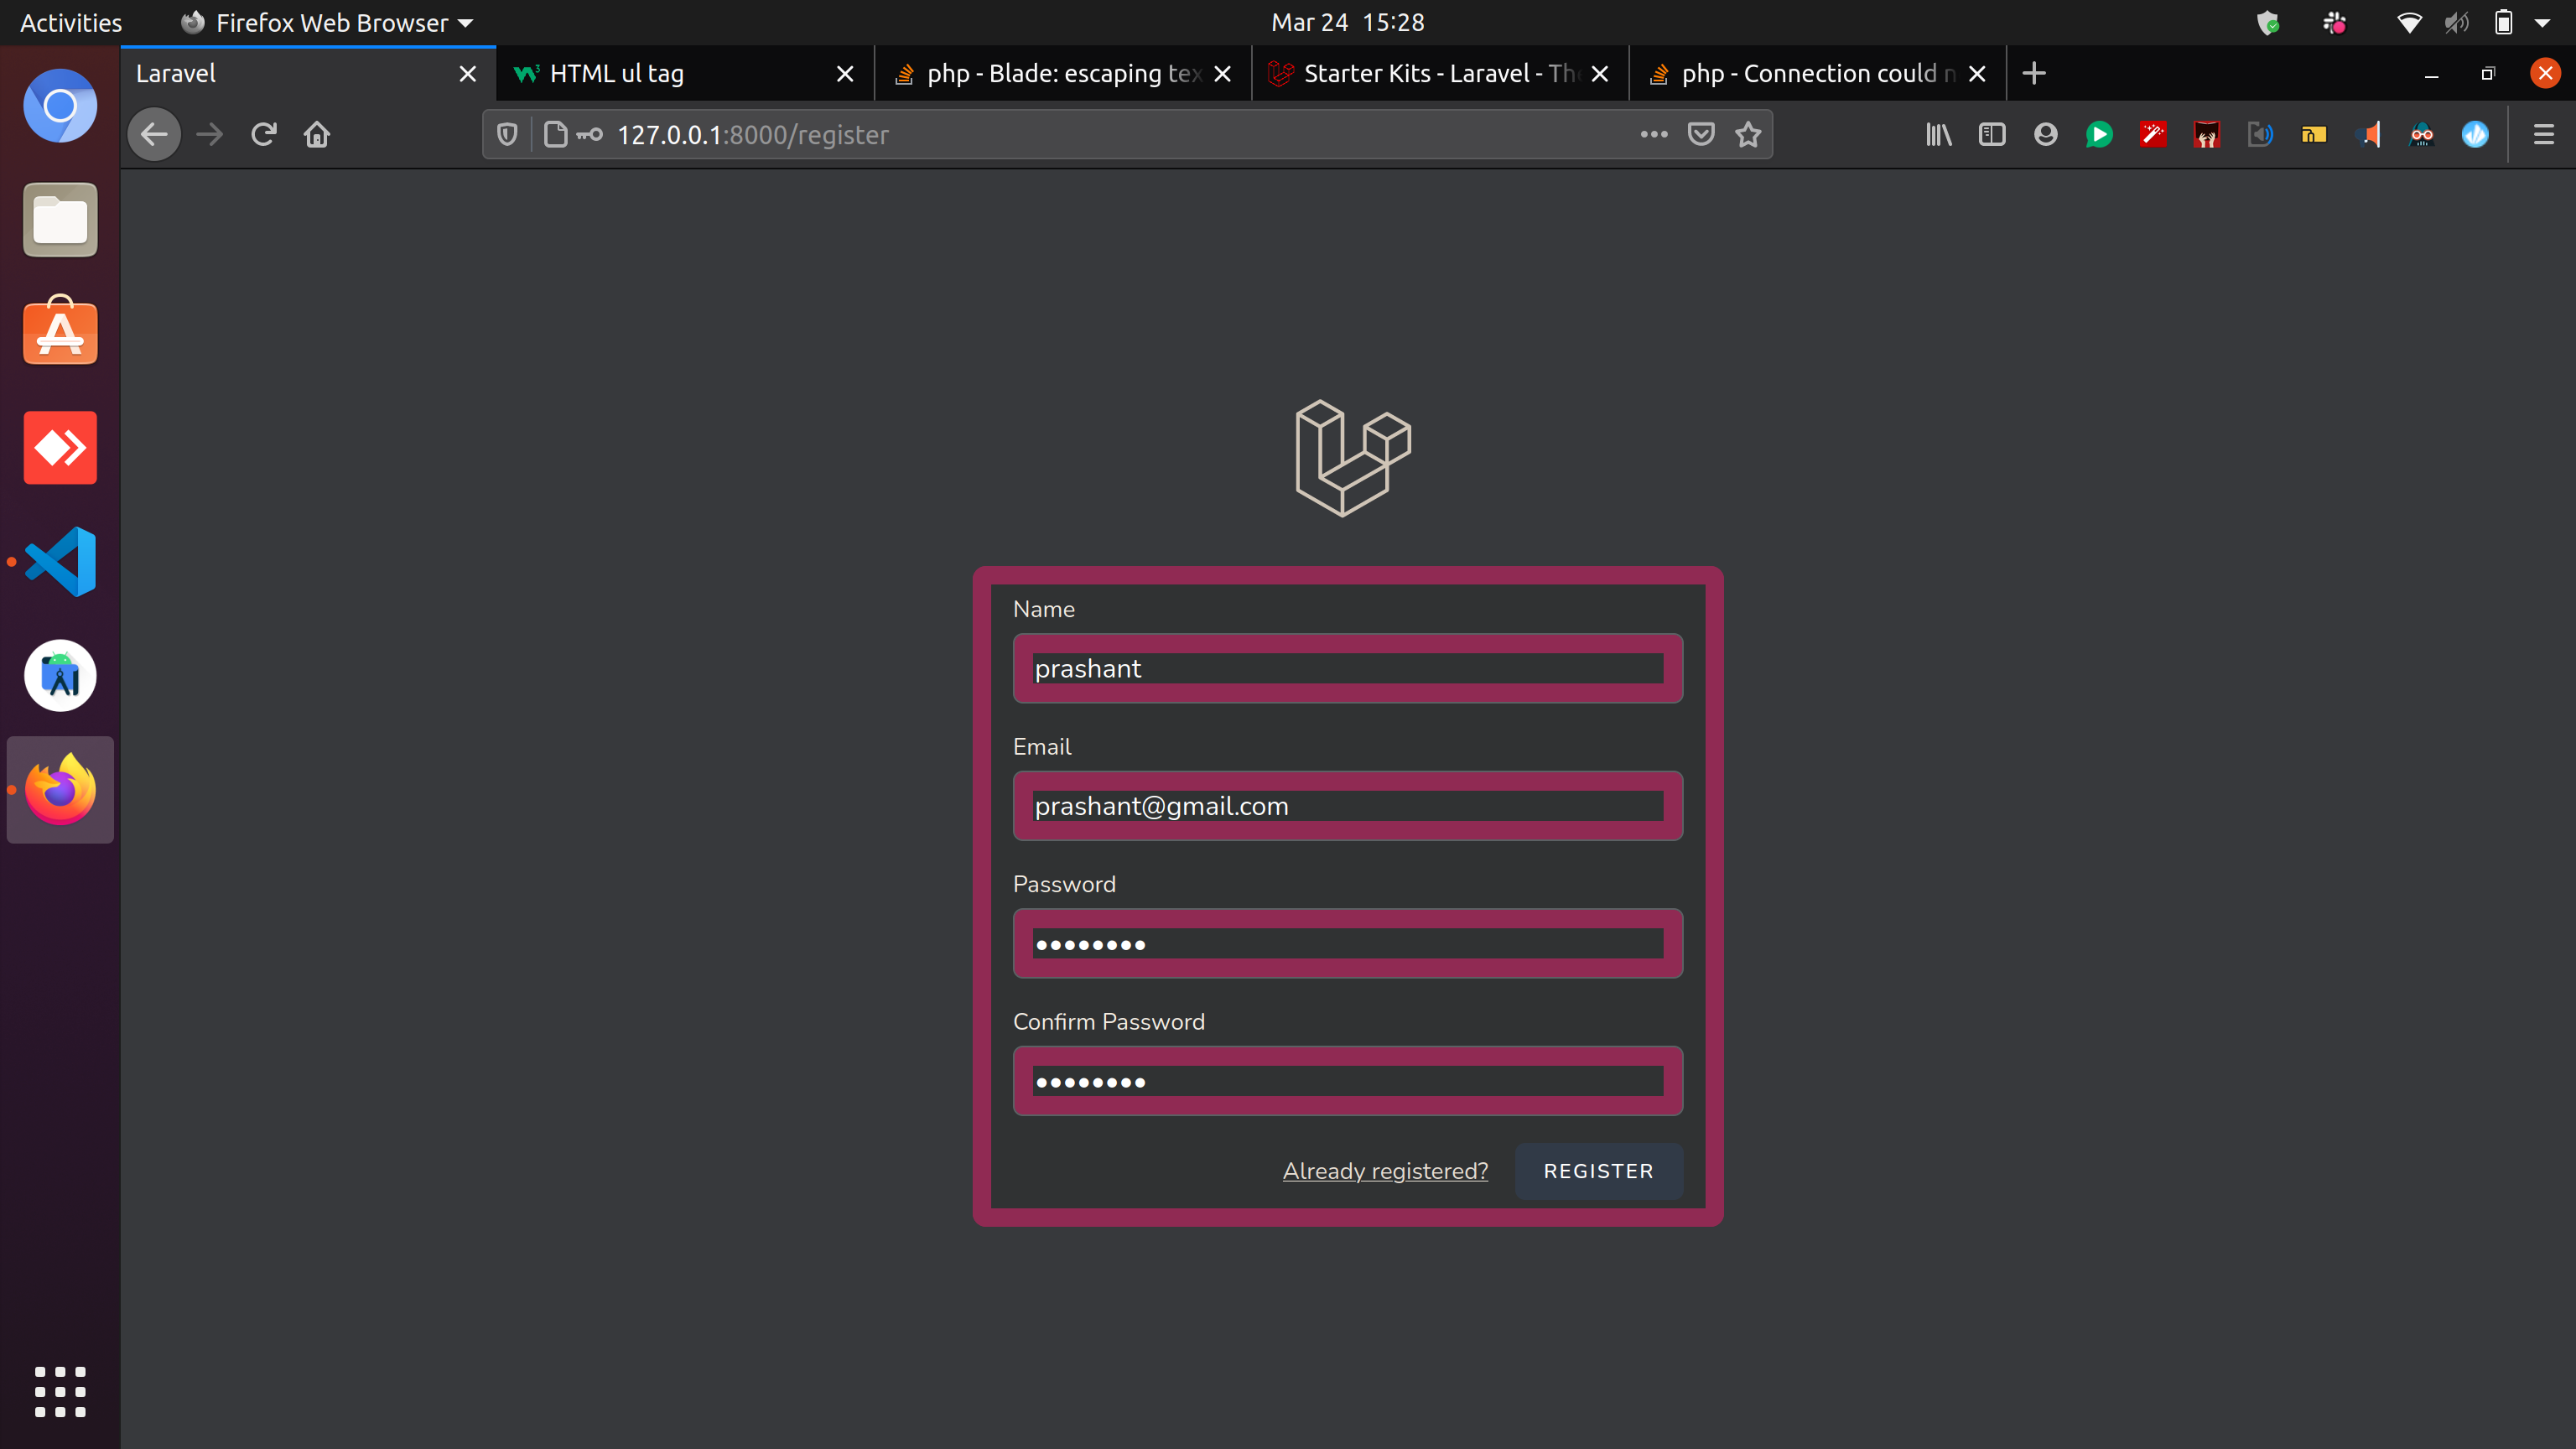 Activities
Firefox Web Browser
Mar 24 15:28
Laravel
HTML ul tag
php - Blade: escaping tex
Starter Kits - Laravel - The
php - Connection could n
127.0.0.1:8000/register
Name
prashant
Email
prashant@gmail.com
Password
••••••••
Confirm Password
••••••••
Already registered?
REGISTER